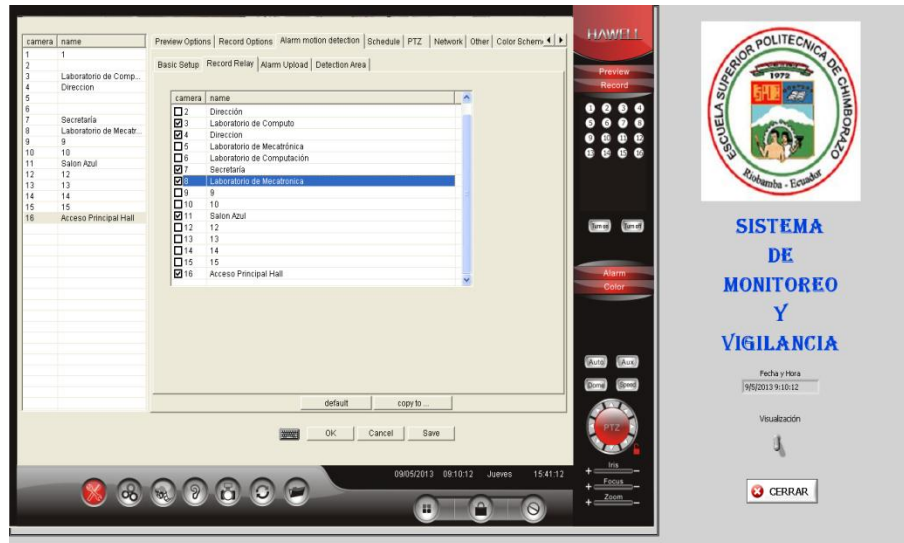 camera name
1 1
2
3 Laboratorio de Comp...
4 Direccion
5
6
7 Secretaría
8 Laboratorio de Mecatr...
9 9
10 10
11 Salon Azul
12 12
13 13
14 14
15 15
16 Acceso Principal Hall
Preview Options Record Options Alarm motion detection Schedule PTZ Network Other Color Schem
Basic Setup Record Relay Alarm Upload Detection Area
camera name
2 Dirección
3 Laboratorio de Computo
4 Direccion
5 Laboratorio de Mecatrónica
6 Laboratorio de Computación
7 Secretaría
8 Laboratorio de Mecatronica
9 9
10 10
11 Salon Azul
12 12
13 13
14 14
15 15
16 Acceso Principal Hall
default copy to ...
OK Cancel Save
09/05/2013 09:10:12 Jueves 15:41:12
HAWELL
Preview
Record
1 2 3 4
5 6 7 8
9 10 11 12
13 14 15 16
Turn on Turn off
Alarm
Color
Auto Aux
Dome Speed
PTZ
+ Iris −
+ Focus −
+ Zoom −
ESCUELA SUPERIOR POLITECNICA DE CHIMBORAZO
1972
Riobamba - Ecuador
SISTEMA
DE
MONITOREO
Y
VIGILANCIA
Fecha y Hora
9/5/2013 9:10:12
Visualización
CERRAR